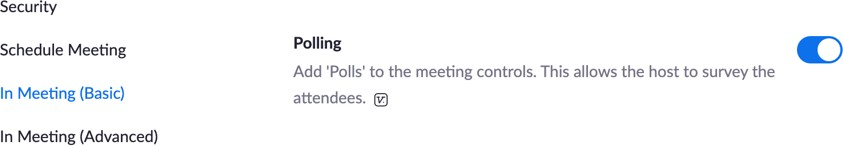 Security
Schedule Meeting
In Meeting (Basic)
In Meeting (Advanced)
Polling
Add 'Polls' to the meeting controls. This allows the host to survey the
attendees.